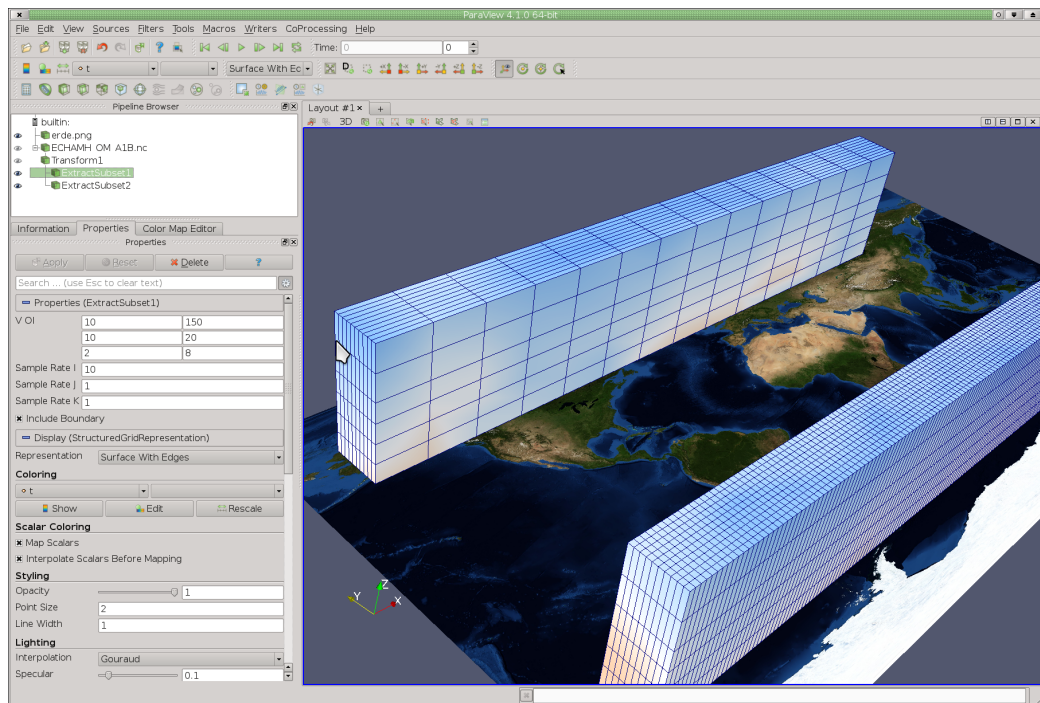 ParaView 4.1.0 64-bit
File Edit View Sources Filters Tools Macros Writers CoProcessing Help
Time: 0 0
t Surface With Ec
Pipeline Browser
Layout #1 × +
3D
builtin:
erde.png
ECHAMH OM A1B.nc
Transform1
ExtractSubset1
ExtractSubset2
Information Properties Color Map Editor
Properties
Apply Reset Delete ?
Search ... (use Esc to clear text)
Properties (ExtractSubset1)
V OI 10 150
10 20
2 8
Sample Rate I 10
Sample Rate J 1
Sample Rate K 1
Include Boundary
Display (StructuredGridRepresentation)
Representation Surface With Edges
Coloring
t
Show Edit Rescale
Scalar Coloring
Map Scalars
Interpolate Scalars Before Mapping
Styling
Opacity 1
Point Size 2
Line Width 1
Lighting
Interpolation Gouraud
Specular 0.1
Z
Y X